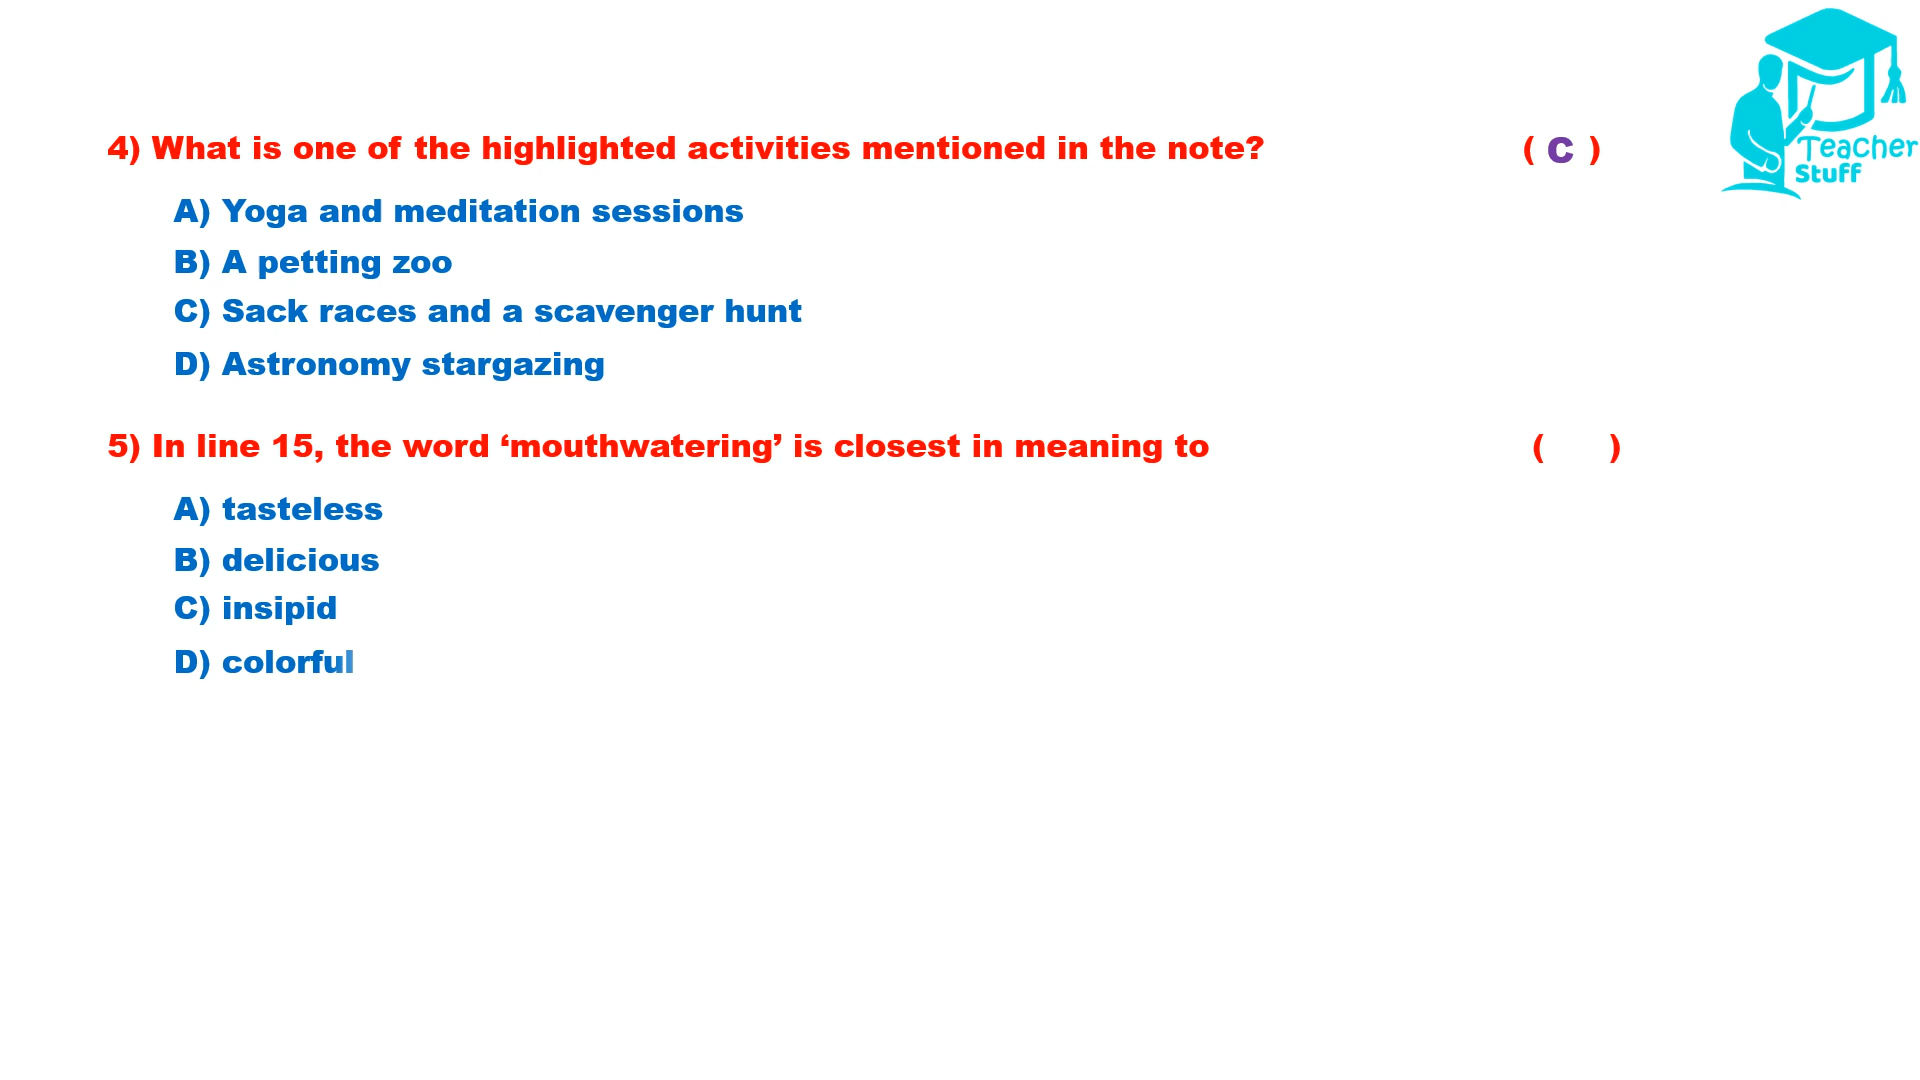 4) What is one of the highlighted activities mentioned in the note? ( C )
A) Yoga and meditation sessions
B) A petting zoo
C) Sack races and a scavenger hunt
D) Astronomy stargazing
5) In line 15, the word ‘mouthwatering’ is closest in meaning to ( )
A) tasteless
B) delicious
C) insipid
D) colorful
Teacher
Stuff